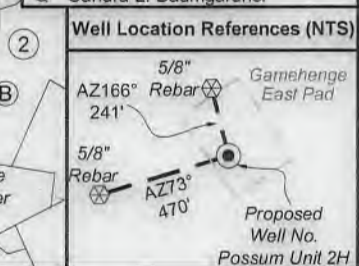 Sandra L. Baumgardner
Well Location References (NTS)
2
B
5/8"
Rebar
Gamehenge
East Pad
AZ166°
241'
5/8"
Rebar
AZ73°
470'
Proposed
Well No.
Possum Unit 2H